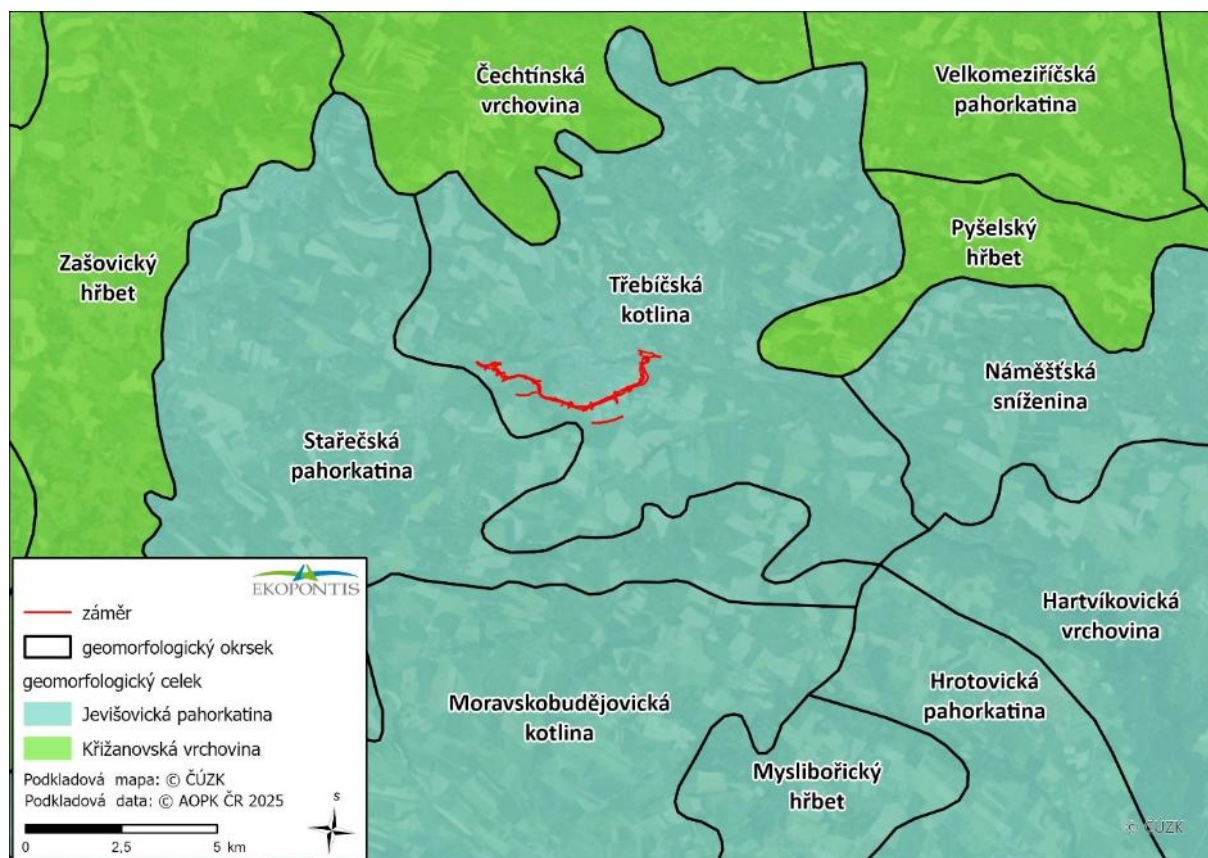 Čechtínská
vrchovina
Velkomeziříčská
pahorkatina
Zašovický
hřbet
Pyšelský
hřbet
Třebíčská
kotlina
Náměšťská
sníženina
Stařečská
pahorkatina
Hartvíkovická
vrchovina
Hrotovická
pahorkatina
Moravskobudějovická
kotlina
Myslibořický
hřbet
EKOPONTIS
záměr
geomorfologický okrsek
geomorfologický celek
Jevišovická pahorkatina
Křižanovská vrchovina
Podkladová mapa: © ČÚZK
Podkladová data: © AOPK ČR 2025
s
0 2,5 5 km
© ČÚZK